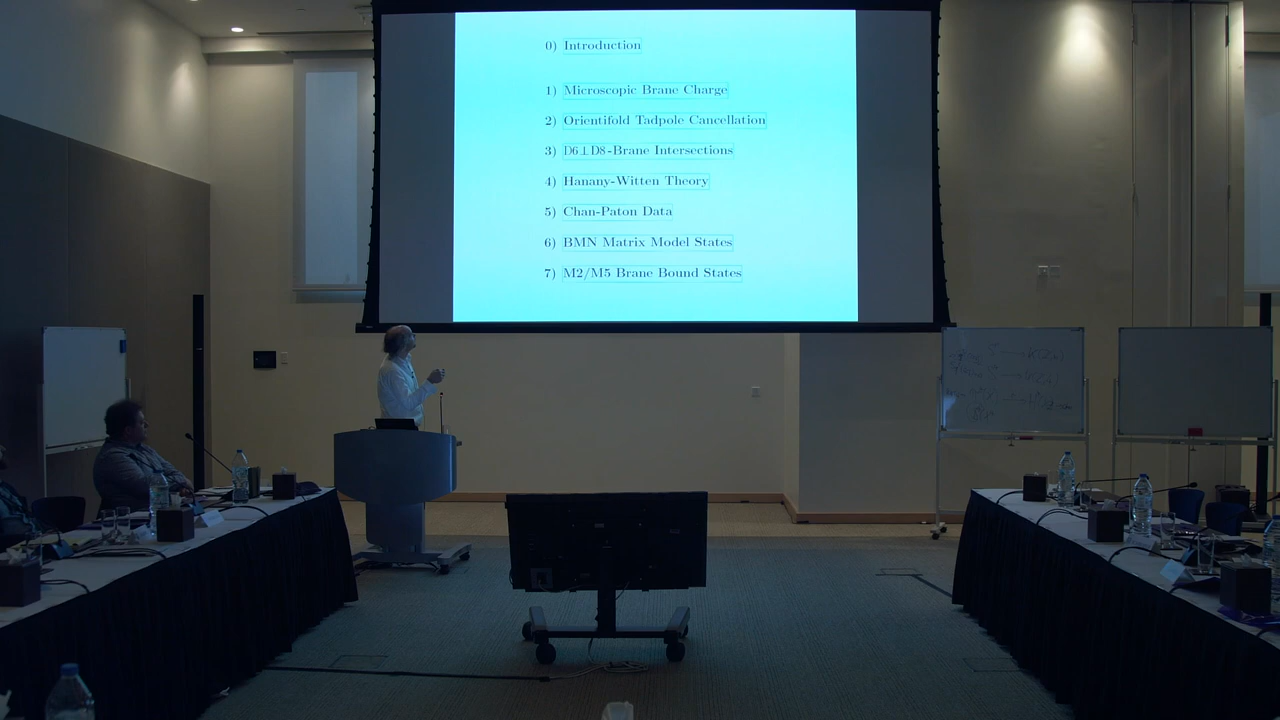 0) Introduction
1) Microscopic Brane Charge
2) Orientifold Tadpole Cancellation
3) D6⊥D8-Brane Intersections
4) Hanany-Witten Theory
5) Chan-Paton Data
6) BMN Matrix Model States
7) M2/M5 Brane Bound States